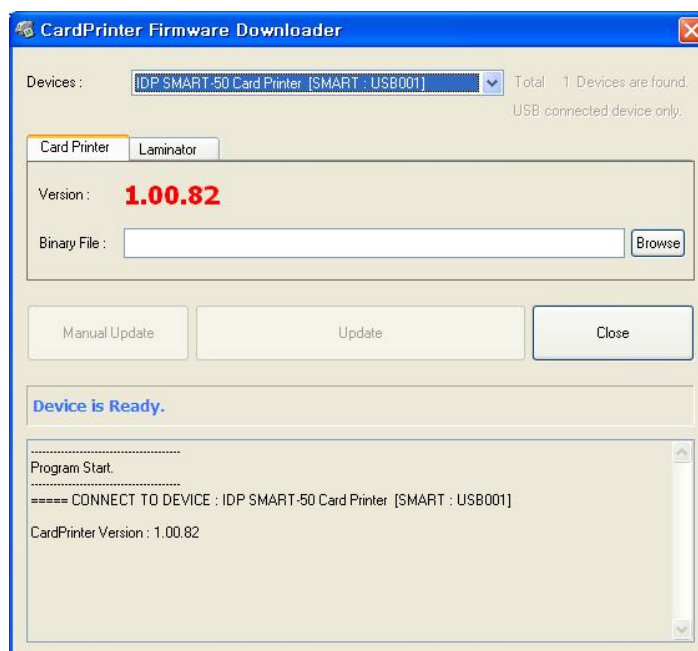 CardPrinter Firmware Downloader
Devices : IDP SMART-50 Card Printer [SMART : USB001] Total 1 Devices are found.
USB connected device only.
Card Printer Laminator
Version : 1.00.82
Binary File : Browse
Manual Update Update Close
Device is Ready.
----------------------------------------
Program Start.
----------------------------------------
===== CONNECT TO DEVICE : IDP SMART-50 Card Printer [SMART : USB001]
CardPrinter Version : 1.00.82